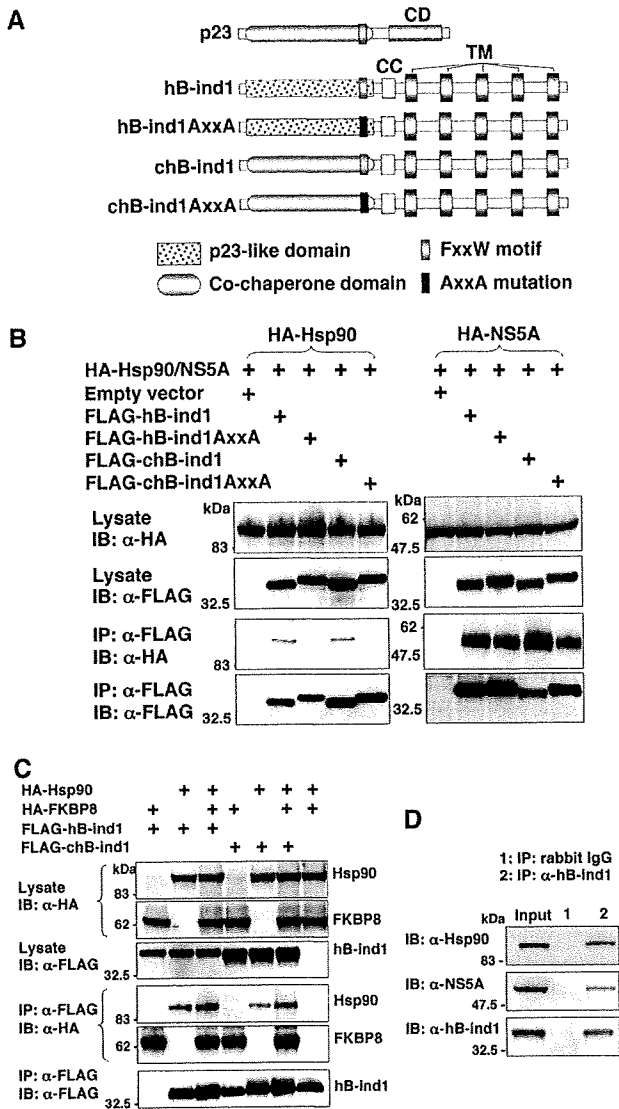 A
p23
CD
CC
TM
hB-ind1
hB-ind1AxxA
chB-ind1
chB-ind1AxxA
p23-like domain
FxxW motif
Co-chaperone domain
AxxA mutation
B
HA-Hsp90
HA-NS5A
HA-Hsp90/NS5A + + + + + + + + + +
Empty vector + +
FLAG-hB-ind1 + +
FLAG-hB-ind1AxxA + +
FLAG-chB-ind1 + +
FLAG-chB-ind1AxxA + +
kDa
kDa
Lysate
IB: α-HA
83
62
47.5
Lysate
IB: α-FLAG
32.5
32.5
IP: α-FLAG
IB: α-HA
83
62
47.5
IP: α-FLAG
IB: α-FLAG
32.5
32.5
C
HA-Hsp90 + + + + +
HA-FKBP8 + + + + +
FLAG-hB-ind1 + + +
FLAG-chB-ind1 + + +
kDa
Lysate
IB: α-HA
83
Hsp90
62
FKBP8
Lysate
IB: α-FLAG
32.5
hB-ind1
IP: α-FLAG
IB: α-HA
83
Hsp90
62
FKBP8
IP: α-FLAG
IB: α-FLAG
32.5
hB-ind1
D
1: IP: rabbit IgG
2: IP: α-hB-ind1
kDa Input 1 2
IB: α-Hsp90
83 -
IB: α-NS5A
47.5 -
IB: α-hB-ind1
32.5 -